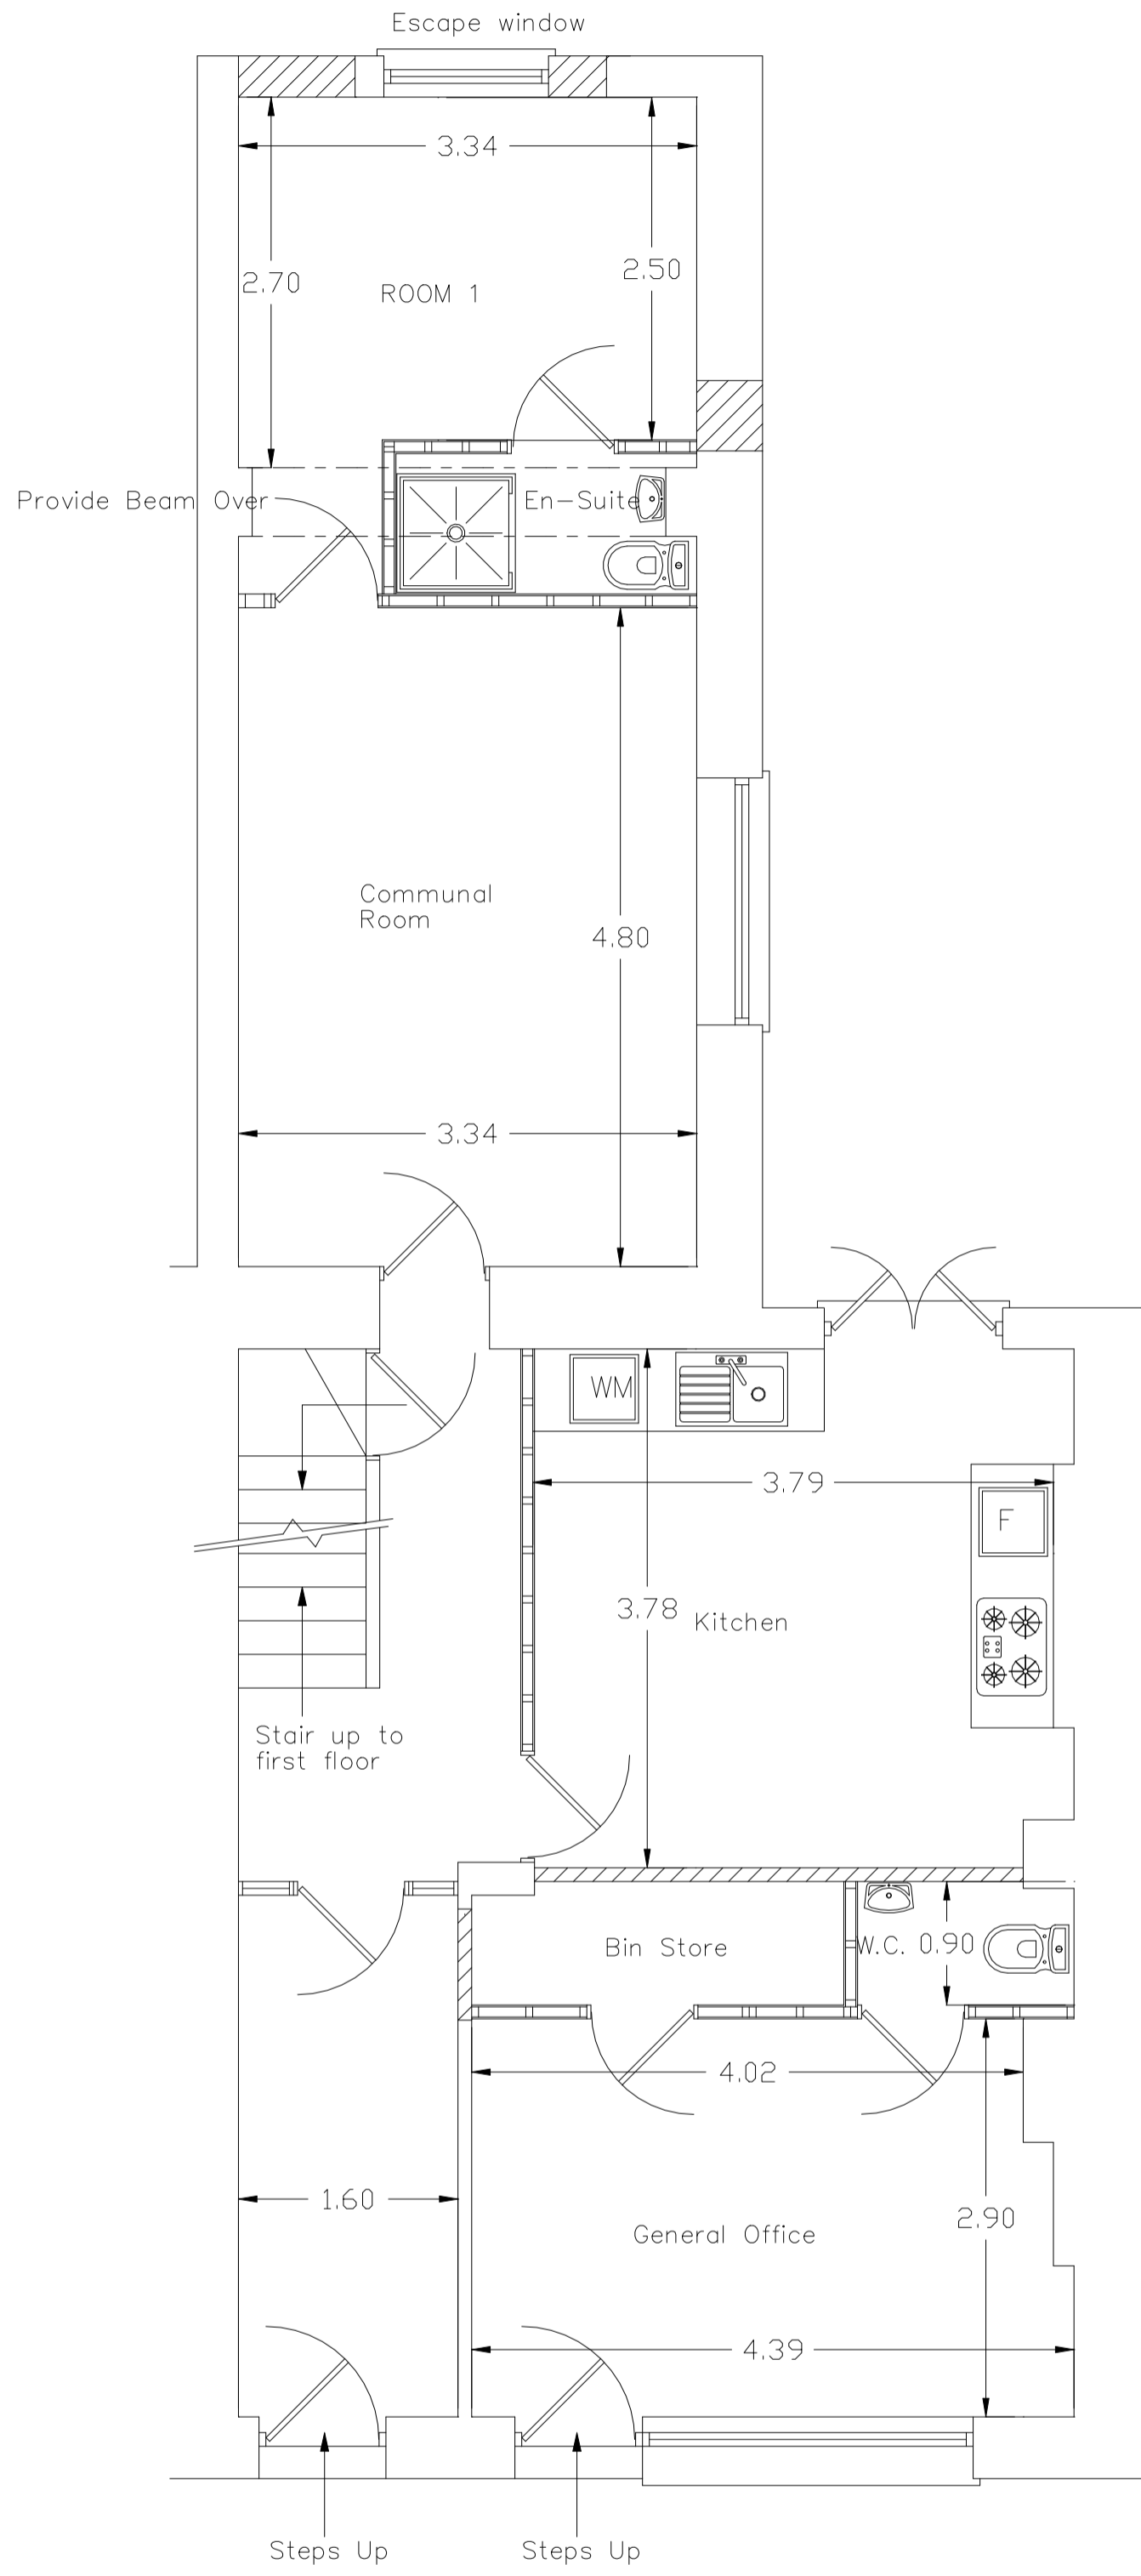 Escape window
3.34
2.70
2.50
ROOM 1
Provide Beam Over
En-Suite
Communal
Room
4.80
3.34
WM
3.79
F
3.78
Kitchen
Stair up to
first floor
Bin Store
W.C. 0.90
4.02
1.60
2.90
General Office
4.39
Steps Up
Steps Up